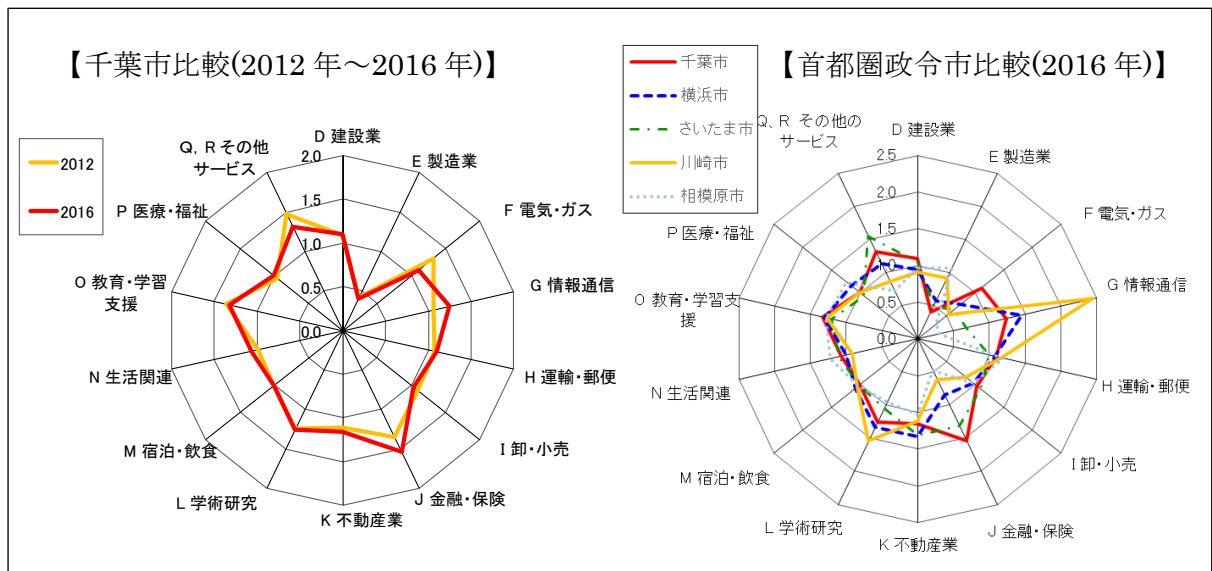 【千葉市比較(2012 年～2016 年)】
2012
2016
D 建設業
E 製造業
F 電気・ガス
G 情報通信
H 運輸・郵便
I 卸・小売
J 金融・保険
K 不動産業
L 学術研究
M 宿泊・飲食
N 生活関連
O 教育・学習
支援
P 医療・福祉
Q, R その他
サービス
2.0
1.5
1.0
0.5
0.0
【首都圏政令市比較(2016 年)】
千葉市
横浜市
さいたま市
川崎市
相模原市
D 建設業
E 製造業
F 電気・ガス
G 情報通信
H 運輸・郵便
I 卸・小売
J 金融・保険
K 不動産業
L 学術研究
M 宿泊・飲食
N 生活関連
O 教育・学習支
援
P 医療・福祉
Q、R その他の
サービス
2.5
2.0
1.5
1.0
0.5
0.0